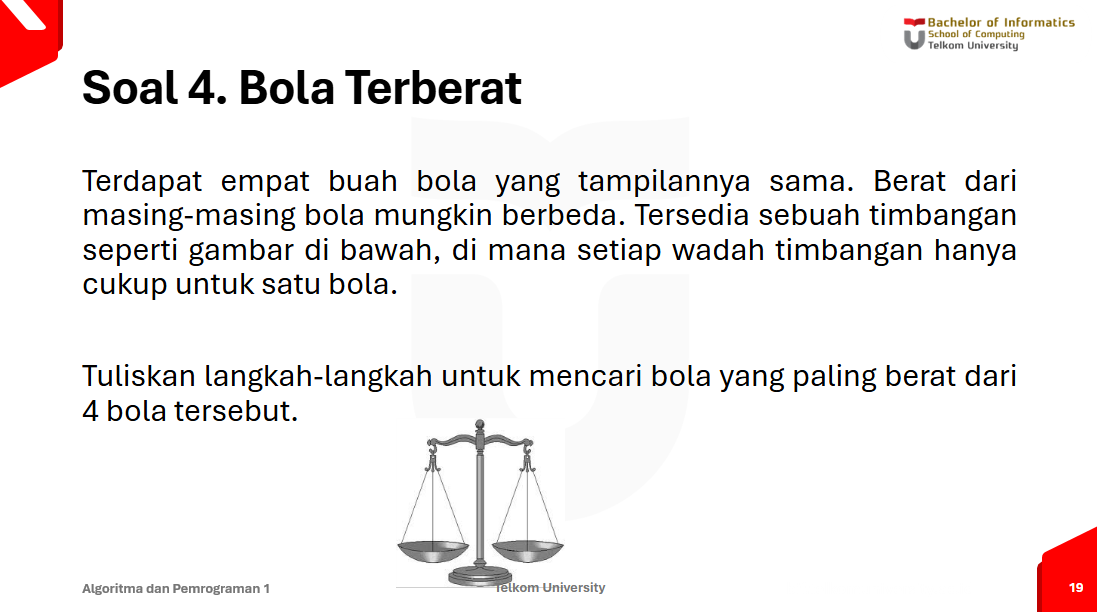 Bachelor of Informatics
School of Computing
Telkom University
Soal 4. Bola Terberat
Terdapat empat buah bola yang tampilannya sama. Berat dari
masing-masing bola mungkin berbeda. Tersedia sebuah timbangan
seperti gambar di bawah, di mana setiap wadah timbangan hanya
cukup untuk satu bola.
Tuliskan langkah-langkah untuk mencari bola yang paling berat dari
4 bola tersebut.
Algoritma dan Pemrograman 1
Telkom University
19